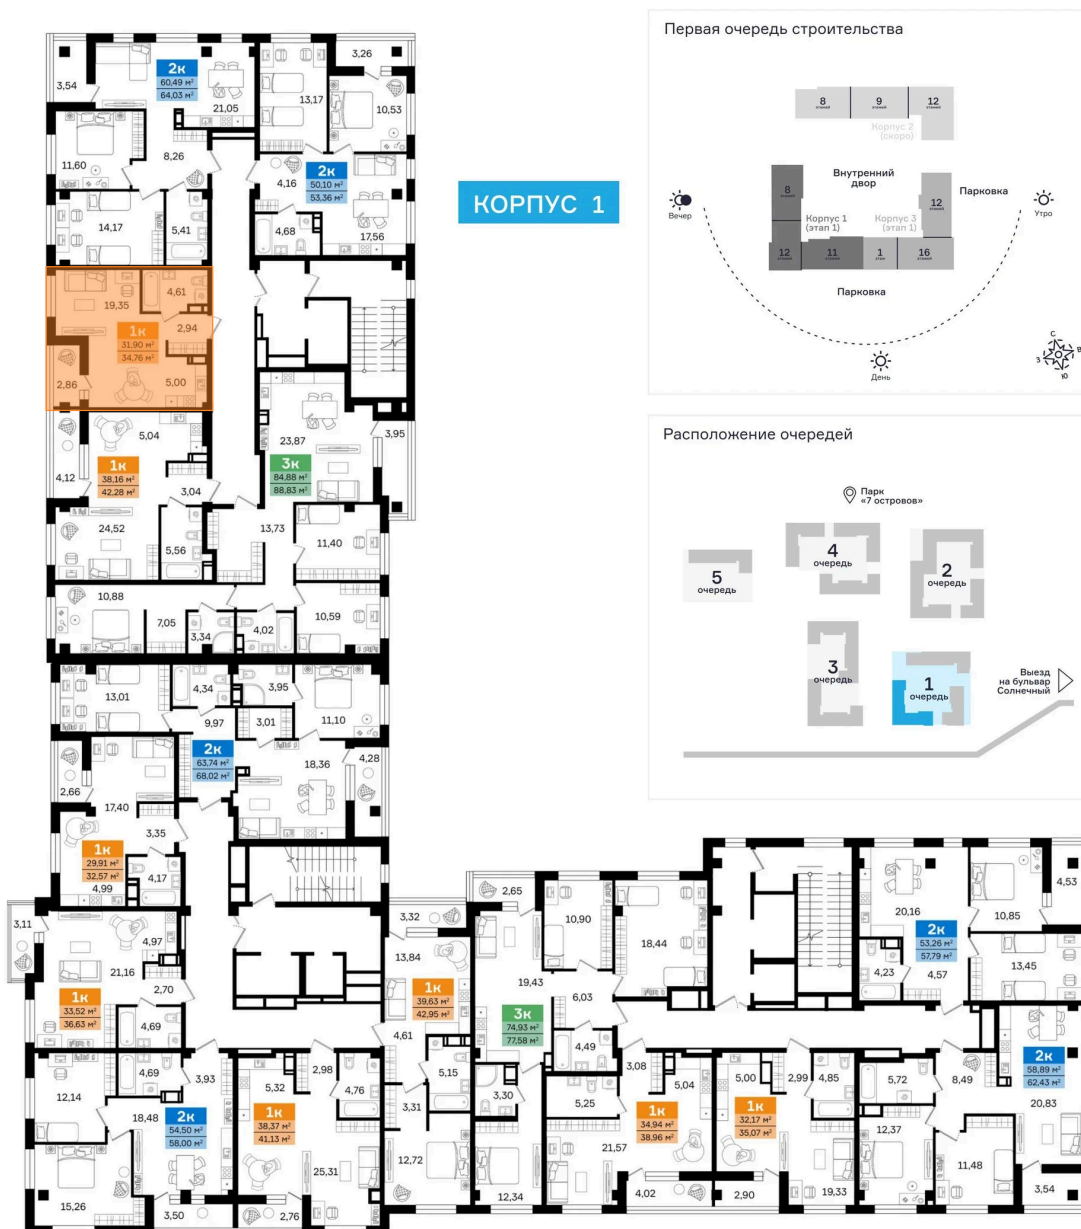 Первая очередь строительства
8
этажей
9
этажей
12
этажей
Корпус 2
(скоро)
Внутренний
двор
8
этажей
12
этажей
Парковка
Вечер
Утро
Корпус 1
(этап 1)
Корпус 3
(этап 1)
12
этажей
11
этажей
1
этаж
16
этажей
Парковка
День
С
В
Ю
З
Расположение очередей
Парк
«7 островов»
4
очередь
5
очередь
2
очередь
3
очередь
1
очередь
Выезд
на бульвар
Солнечный
КОРПУС 1
3,54
2к
60,49 м²
64,03 м²
21,05
13,17
3,26
10,53
11,60
8,26
4,16
2к
50,10 м²
53,36 м²
14,17
5,41
4,68
17,56
19,35
4,61
1к
31,90 м²
34,76 м²
2,94
2,86
5,00
5,04
23,87
3,95
4,12
1к
38,16 м²
42,28 м²
3,04
3к
84,88 м²
88,83 м²
24,52
5,56
13,73
11,40
10,88
7,05
3,34
4,02
10,59
13,01
4,34
3,95
11,10
9,97
3,01
2к
63,74 м²
68,02 м²
18,36
4,28
2,66
17,40
3,35
1к
29,91 м²
32,57 м²
4,99
4,17
3,11
4,97
21,16
2,70
1к
33,52 м²
36,63 м²
4,69
3,32
13,84
1к
39,63 м²
42,95 м²
4,61
5,15
3,31
12,72
2,65
10,90
18,44
19,43
6,03
3к
74,93 м²
77,58 м²
4,49
3,30
12,34
20,16
4,53
10,85
2к
53,26 м²
57,79 м²
4,23
4,57
13,45
12,14
4,69
3,93
18,48
2к
54,50 м²
58,00 м²
15,26
3,50
5,32
2,98
4,76
1к
38,37 м²
41,13 м²
25,31
2,76
5,25
3,08
5,04
1к
34,94 м²
38,96 м²
21,57
4,02
5,00
2,99
4,85
1к
32,17 м²
35,07 м²
2,90
19,33
5,72
8,49
2к
58,89 м²
62,43 м²
20,83
12,37
11,48
3,54